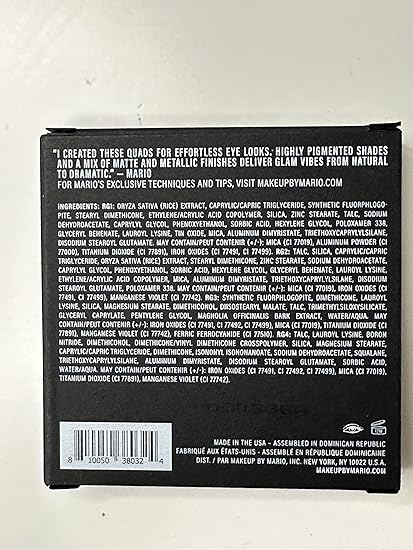 "I CREATED THESE QUADS FOR EFFORTLESS EYE LOOKS. HIGHLY PIGMENTED SHADES
AND A MIX OF MATTE AND METALLIC FINISHES DELIVER GLAM VIBES FROM NATURAL
TO DRAMATIC." — MARIO
FOR MARIO'S EXCLUSIVE TECHNIQUES AND TIPS, VISIT MAKEUPBYMARIO.COM
INGREDIENTS: RG1: ORYZA SATIVA (RICE) EXTRACT, CAPRYLIC/CAPRIC TRIGLYCERIDE, SYNTHETIC FLUORPHLOGO-
PITE, STEARYL DIMETHICONE, ETHYLENE/ACRYLIC ACID COPOLYMER, SILICA, ZINC STEARATE, TALC, SODIUM
DEHYDROACETATE, CAPRYLYL GLYCOL, PHENOXYETHANOL, SORBIC ACID, HEXYLENE GLYCOL, POLOXAMER 338,
GLYCERYL BEHENATE, LAUROYL LYSINE, TIN OXIDE, MICA, ALUMINUM DIMYRISTATE, TRIETHOXYCAPRYLYLSILANE,
DISODIUM STEAROYL GLUTAMATE. MAY CONTAIN/PEUT CONTENIR (+/-): MICA (CI 77019), ALUMINUM POWDER (CI
77000), TITANIUM DIOXIDE (CI 77891), IRON OXIDES (CI 77491, CI 77499). RG2: TALC, SILICA, CAPRYLIC/CAPRIC
TRIGLYCERIDE, ORYZA SATIVA (RICE) EXTRACT, STEARYL DIMETHICONE, ZINC STEARATE, SODIUM DEHYDROACETATE,
CAPRYLYL GLYCOL, PHENOXYETHANOL, SORBIC ACID, HEXYLENE GLYCOL, GLYCERYL BEHENATE, LAUROYL LYSINE,
ETHYLENE/ACRYLIC ACID COPOLYMER, MICA, ALUMINUM DIMYRISTATE, TRIETHOXYCAPRYLYLSILANE, DISODIUM STEAR-
OYL GLUTAMATE, POLOXAMER 338. MAY CONTAIN/PEUT CONTENIR (+/-): MICA (CI 77019), IRON OXIDES (CI 77491,
CI 77499), MANGANESE VIOLET (CI 77742). RG3: SYNTHETIC FLUORPHLOGOPITE, DIMETHICONE, LAUROYL
LYSINE, SILICA, MAGNESIUM STEARATE, DIMETHICONOL, DIISOSTEARYL MALATE, TALC, TRIMETHYLSILOXYSILICATE,
GLYCERYL CAPRYLATE, PENTYLENE GLYCOL, MAGNOLIA OFFICINALIS BARK EXTRACT, WATER/AQUA. MAY
CONTAIN/PEUT CONTENIR (+/-): IRON OXIDES (CI 77491, CI 77492, CI 77499), MICA (CI 77019), TITANIUM DIOXIDE (CI
77891), MANGANESE VIOLET (CI 77742), FERRIC FERROCYANIDE (CI 77510). RG4: TALC, LAUROYL LYSINE, BORON
NITRIDE, DIMETHICONOL, DIMETHICONE/VINYL DIMETHICONE CROSSPOLYMER, SILICA, MAGNESIUM STEARATE,
CAPRYLIC/CAPRIC TRIGLYCERIDE, DIMETHICONE, ISONONYL ISONONANOATE, SODIUM DEHYDROACETATE, SQUALANE,
TRIETHOXYCAPRYLYLSILANE, ALUMINUM DIMYRISTATE, DISODIUM STEAROYL GLUTAMATE, SORBIC ACID,
WATER/AQUA. MAY CONTAIN/PEUT CONTENIR (+/-): IRON OXIDES (CI 77491, CI 77492, CI 77499), MICA (CI 77019),
TITANIUM DIOXIDE (CI 77891), MANGANESE VIOLET (CI 77742).
MADE IN THE USA - ASSEMBLED IN DOMINICAN REPUBLIC
FABRIQUÉ AUX ÉTATS-UNIS - ASSEMBLÉ EN RÉPUBLIQUE DOMINICAINE
DIST. / PAR MAKEUP BY MARIO, INC. NEW YORK, NY 10022 U.S.A.
MAKEUPBYMARIO.COM
8 10050 38032 4